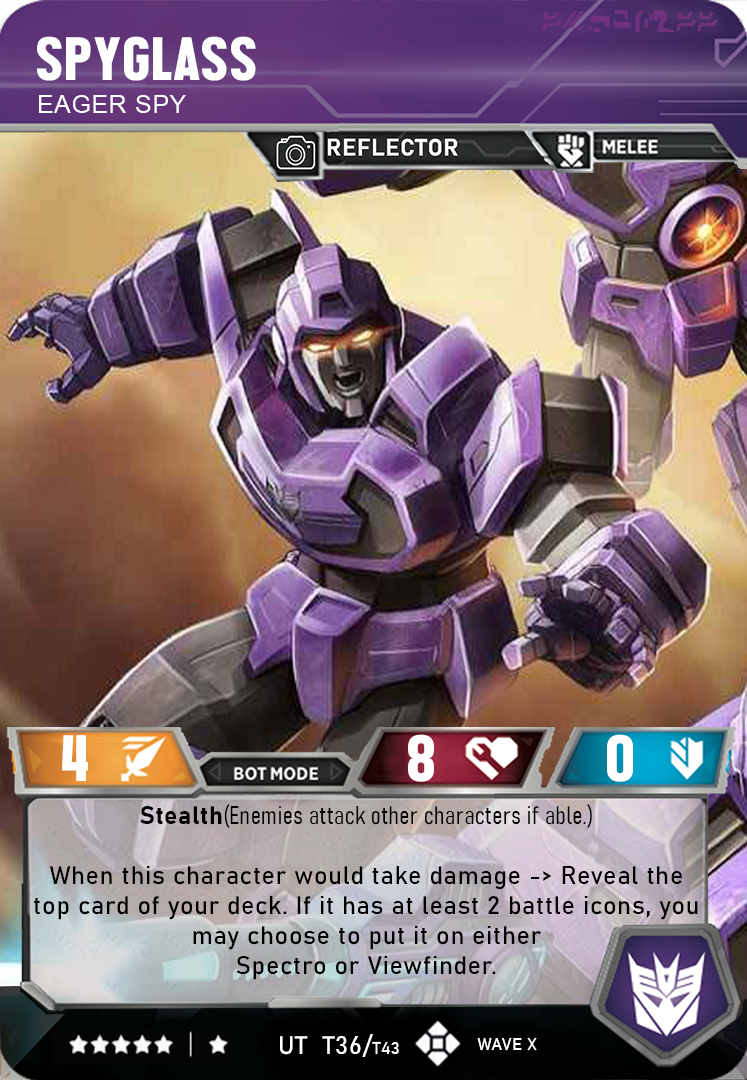 SPYGLASS
EAGER SPY
REFLECTOR
MELEE
4
BOT MODE
8
0
Stealth(Enemies attack other characters if able.)
When this character would take damage -> Reveal the
top card of your deck. If it has at least 2 battle icons, you
may choose to put it on either
Spectro or Viewfinder.
★★★★★ | ★
UT T36/T43
WAVE X